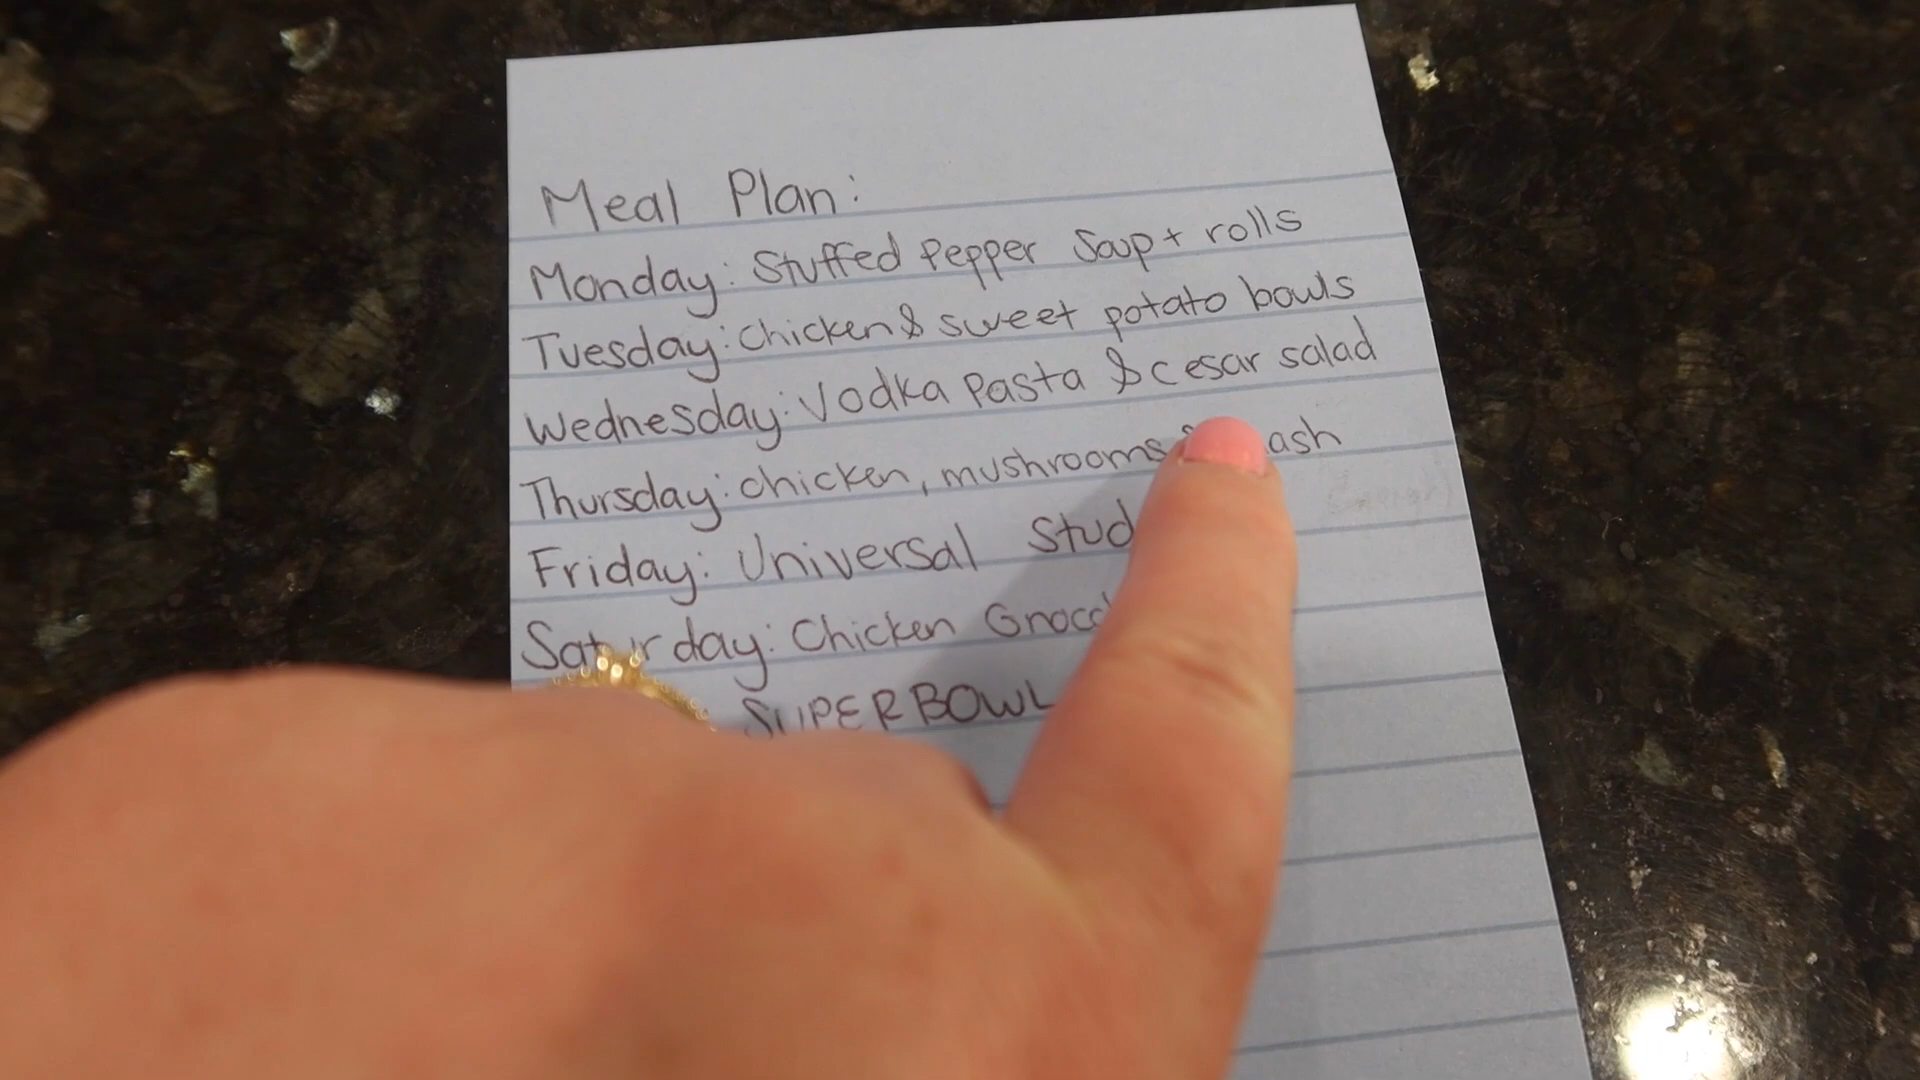 Meal Plan:
Monday: Stuffed Pepper Soup + rolls
Tuesday: Chicken & sweet potato bowls
Wednesday: Vodka Pasta & cesar salad
Thursday: chicken, mushrooms
Friday: Universal
Saturday: Chicken
SUPERBOWL